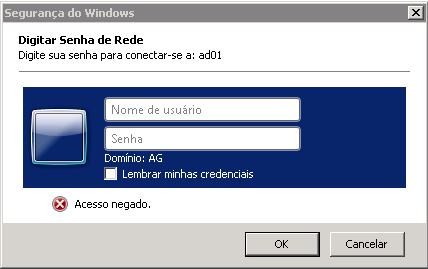 Segurança do Windows
Digitar Senha de Rede
Digite sua senha para conectar-se a: ad01
Nome de usuário
Senha
Domínio: AG
Lembrar minhas credenciais
Acesso negado.
OK
Cancelar